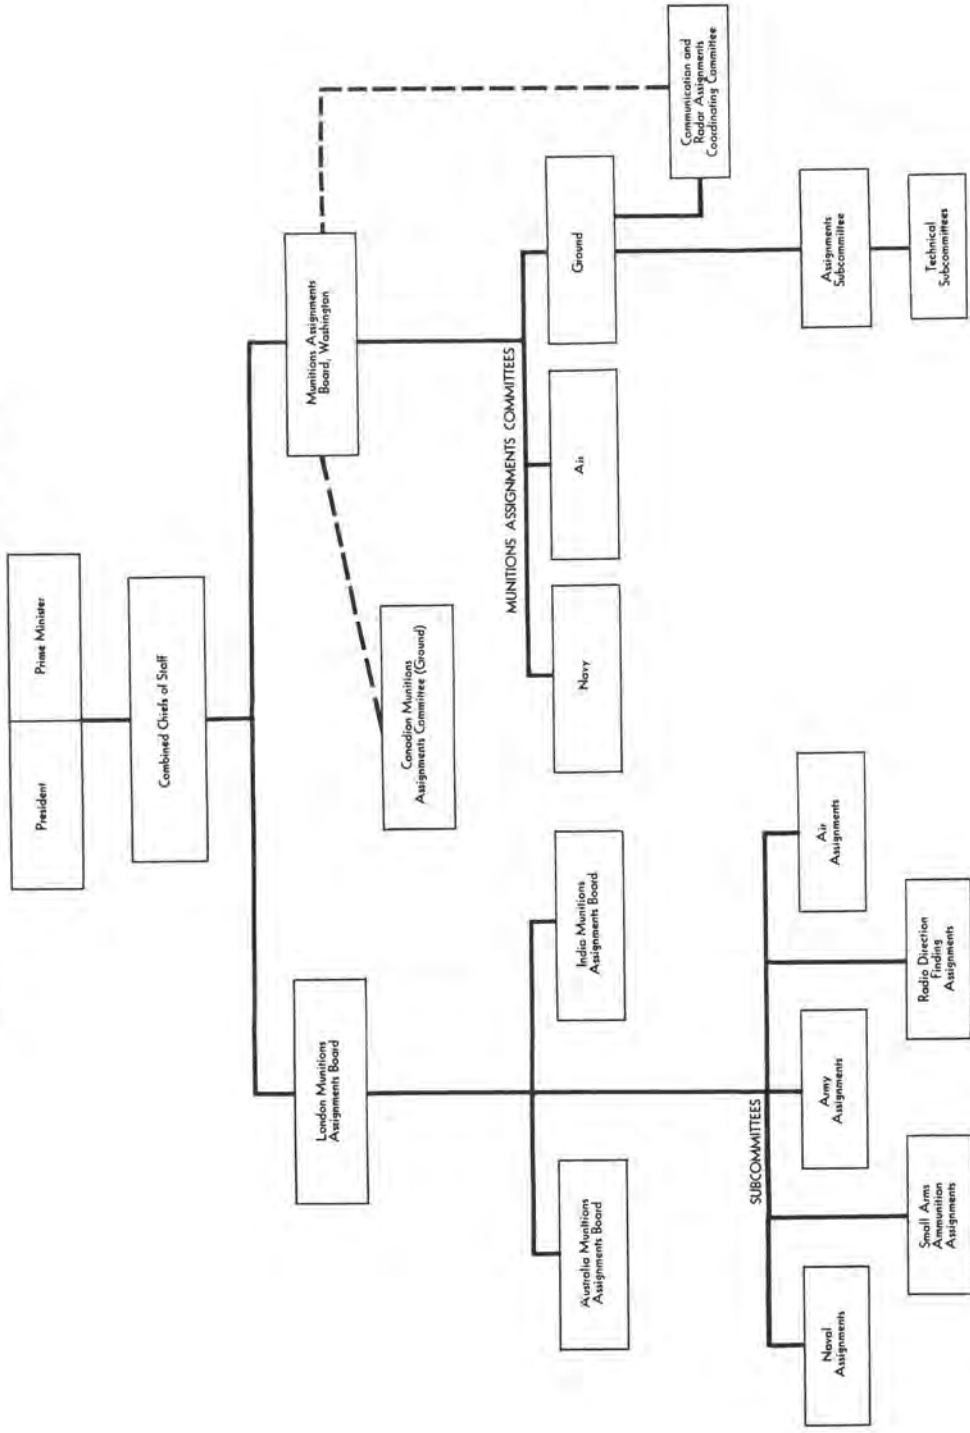 President
Prime Minister
Combined Chiefs of Staff
London Munitions
Assignments Board
Munitions Assignments
Board, Washington
Canadian Munitions
Assignments Committee (Ground)
Australia Munitions
Assignments Board
India Munitions
Assignments Board
MUNITIONS ASSIGNMENTS COMMITTEES
Navy
Air
Ground
Communication and
Radar Assignments
Coordinating Committee
SUBCOMMITTEES
Naval
Assignments
Small Arms
Ammunition
Assignments
Army
Assignments
Radio Direction
Finding
Assignments
Air
Assignments
Assignments
Subcommittee
Technical
Subcommittees